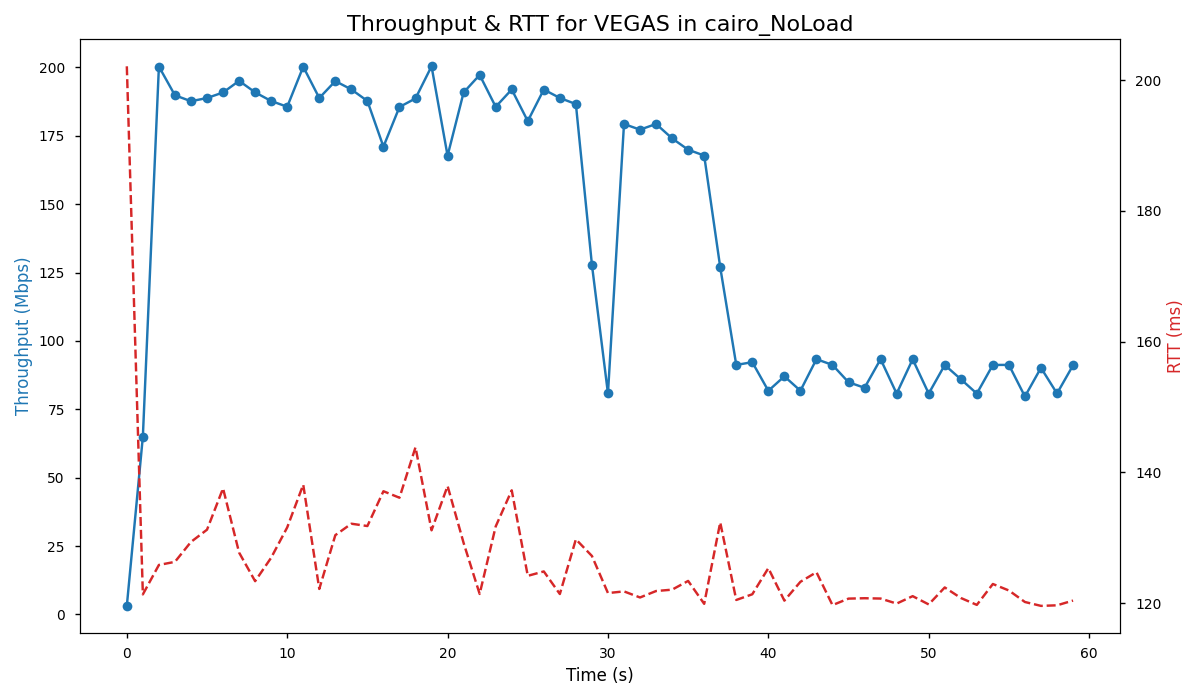 Throughput & RTT for VEGAS in cairo_NoLoad
Throughput (Mbps)
200
175
150
125
100
75
50
25
0
200
180
160
140
120
RTT (ms)
0 10 20 30 40 50 60
Time (s)